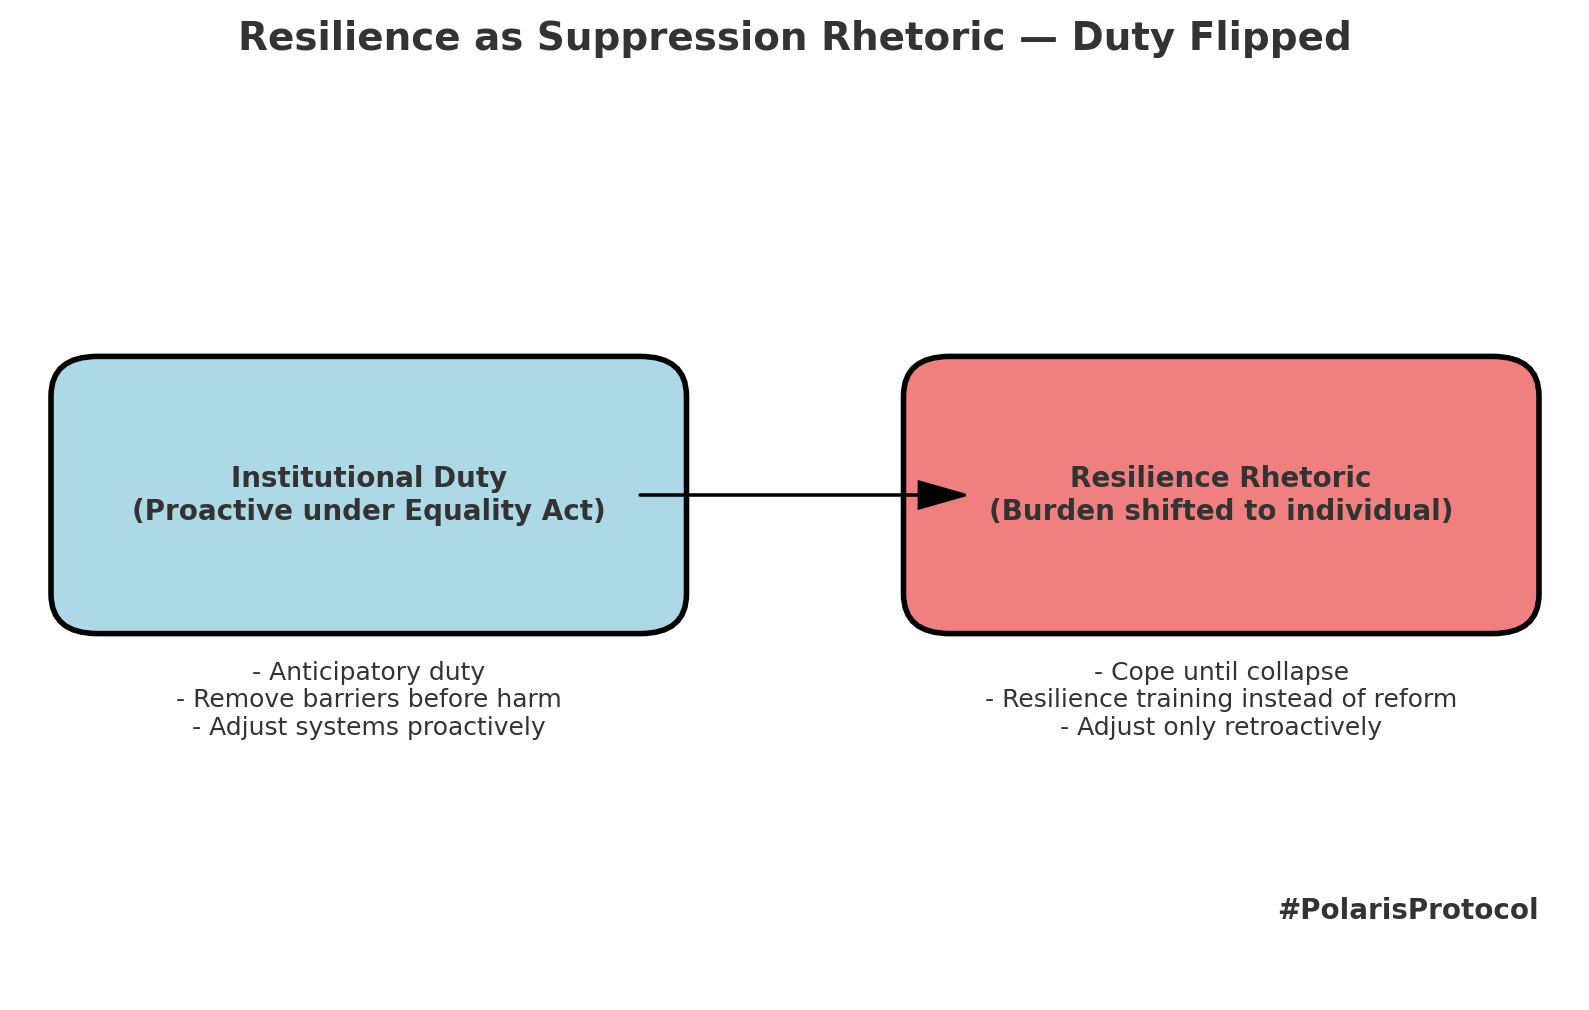 Resilience as Suppression Rhetoric — Duty Flipped
Institutional Duty
(Proactive under Equality Act)
- Anticipatory duty
- Remove barriers before harm
- Adjust systems proactively
Resilience Rhetoric
(Burden shifted to individual)
- Cope until collapse
- Resilience training instead of reform
- Adjust only retroactively
#PolarisProtocol